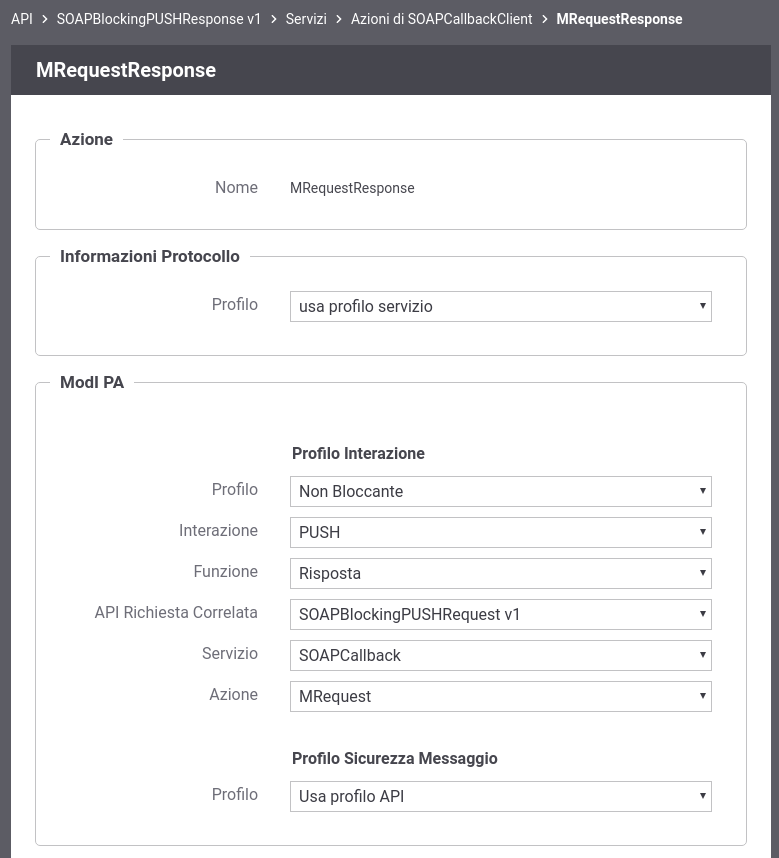 API > SOAPBlockingPUSHResponse v1 > Servizi > Azioni di SOAPCallbackClient > MRequestResponse
MRequestResponse
Azione
Nome MRequestResponse
Informazioni Protocollo
Profilo usa profilo servizio
ModI PA
Profilo Interazione
Profilo Non Bloccante
Interazione PUSH
Funzione Risposta
API Richiesta Correlata SOAPBlockingPUSHRequest v1
Servizio SOAPCallback
Azione MRequest
Profilo Sicurezza Messaggio
Profilo Usa profilo API